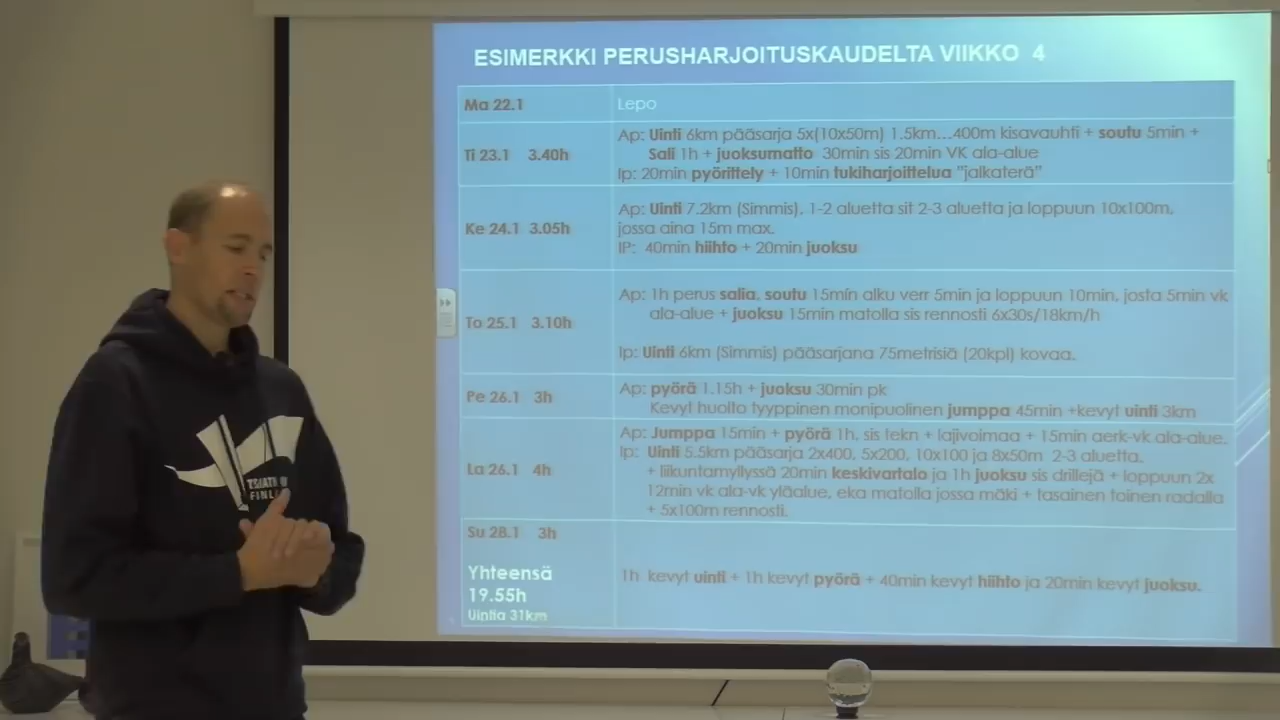 ESIMERKKI PERUSHARJOITUSKAUDELTA VIIKKO 4
Ma 22.1
Lepo
Ti 23.1 3.40h
Ap: Uinti 6km pääsarja 5x(10x50m) 1.5km...400m kisavauhti + soutu 5min +
Sali 1h + juoksumatto 30min sis 20min VK ala-alue
Ip: 20min pyörittely + 10min tukiharjoittelua "jalkaterä"
Ke 24.1 3.05h
Ap: Uinti 7.2km (Simmis), 1-2 aluetta sit 2-3 aluetta ja loppuun 10x100m,
jossa aina 15m max.
IP: 40min hiihto + 20min juoksu
To 25.1 3.10h
Ap: 1h perus salia, soutu 15min alku verr 5min ja loppuun 10min, josta 5min vk
ala-alue + juoksu 15min matolla sis rennosti 6x30s/18km/h
Ip: Uinti 6km (Simmis) pääsarjana 75metrisiä (20kpl) kovaa.
Pe 26.1 3h
Ap: pyörä 1.15h + juoksu 30min pk
Kevyt huolto tyyppinen monipuolinen jumppa 45min +kevyt uinti 3km
La 26.1 4h
Ap: Jumppa 15min + pyörä 1h, sis tekn + lajivoimaa + 15min aerk-vk ala-alue.
Ip: Uinti 5.5km pääsarja 2x400, 5x200, 10x100 ja 8x50m 2-3 aluetta.
+ liikuntamyllyssä 20min keskivartalo ja 1h juoksu sis drillejä + loppuun 2x
12min vk ala-vk yläalue, eka matolla jossa mäki + tasainen toinen radalla
+ 5x100m rennosti.
Su 28.1 3h
Yhteensä
19.55h
Uintia 31km
1h kevyt uinti + 1h kevyt pyörä + 40min kevyt hiihto ja 20min kevyt juoksu.